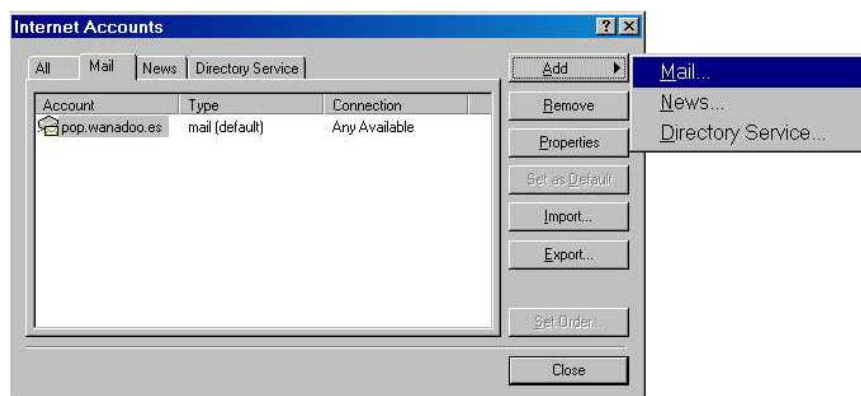 Internet Accounts
All Mail News Directory Service
Account Type Connection
pop.wanadoo.es mail (default) Any Available
Add
Remove
Properties
Set as Default
Import...
Export...
Set Order...
Close
Mail...
News...
Directory Service...